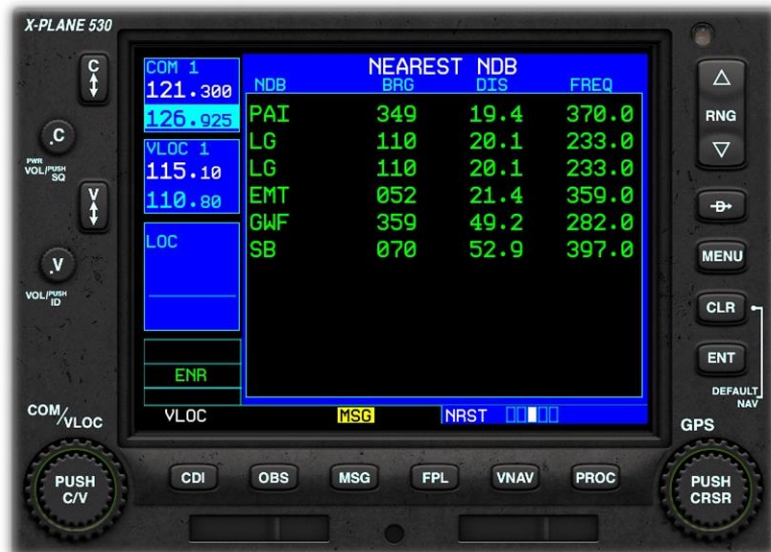 X-PLANE 530
C
.C
PWR
VOL/PUSH
SQ
V
.V
VOL/PUSH
ID
COM/VLOC
PUSH
C/V
COM 1
121.300
126.925
VLOC 1
115.10
110.80
LOC
ENR
VLOC
NEAREST NDB
NDB BRG DIS FREQ
PAI 349 19.4 370.0
LG 110 20.1 233.0
LG 110 20.1 233.0
EMT 052 21.4 359.0
GWF 359 49.2 282.0
SB 070 52.9 397.0
MSG
NRST
RNG
D
MENU
CLR
ENT
DEFAULT
NAV
GPS
PUSH
CRSR
CDI OBS MSG FPL VNAV PROC